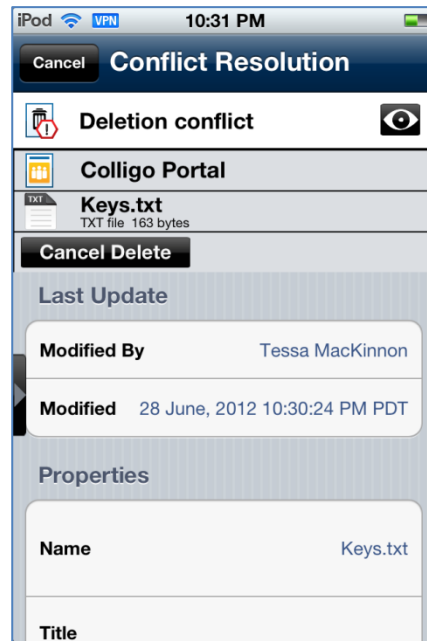 iPod VPN 10:31 PM
Cancel Conflict Resolution
Deletion conflict
Colligo Portal
TXT
Keys.txt
TXT file 163 bytes
Cancel Delete
Last Update
Modified By Tessa MacKinnon
Modified 28 June, 2012 10:30:24 PM PDT
Properties
Name Keys.txt
Title